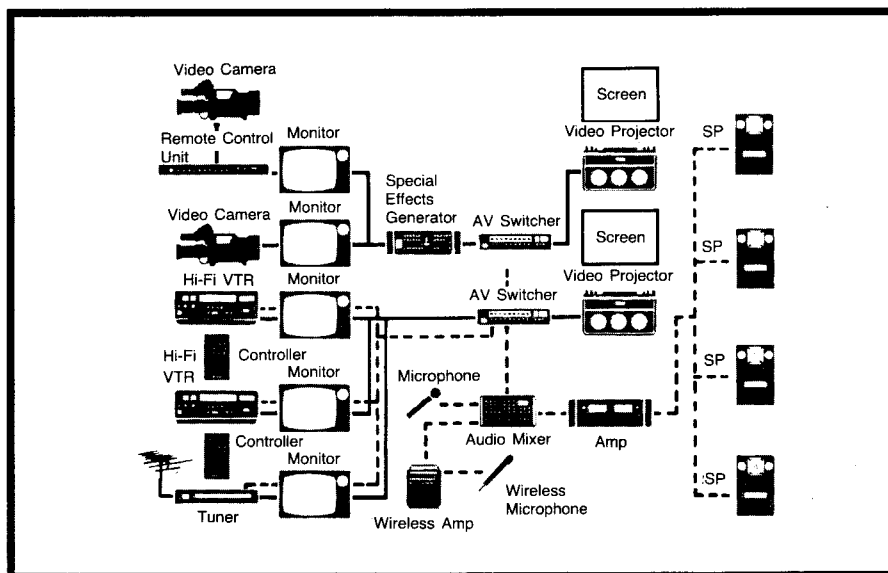 Video Camera
Remote Control
Unit
Monitor
Video Camera
Monitor
Hi-Fi VTR
Monitor
Hi-Fi
VTR
Controller
Monitor
Controller
Monitor
Tuner
Special
Effects
Generator
AV Switcher
AV Switcher
Screen
Video Projector
Screen
Video Projector
Microphone
Audio Mixer
Amp
Wireless Amp
Wireless
Microphone
SP
SP
SP
SP